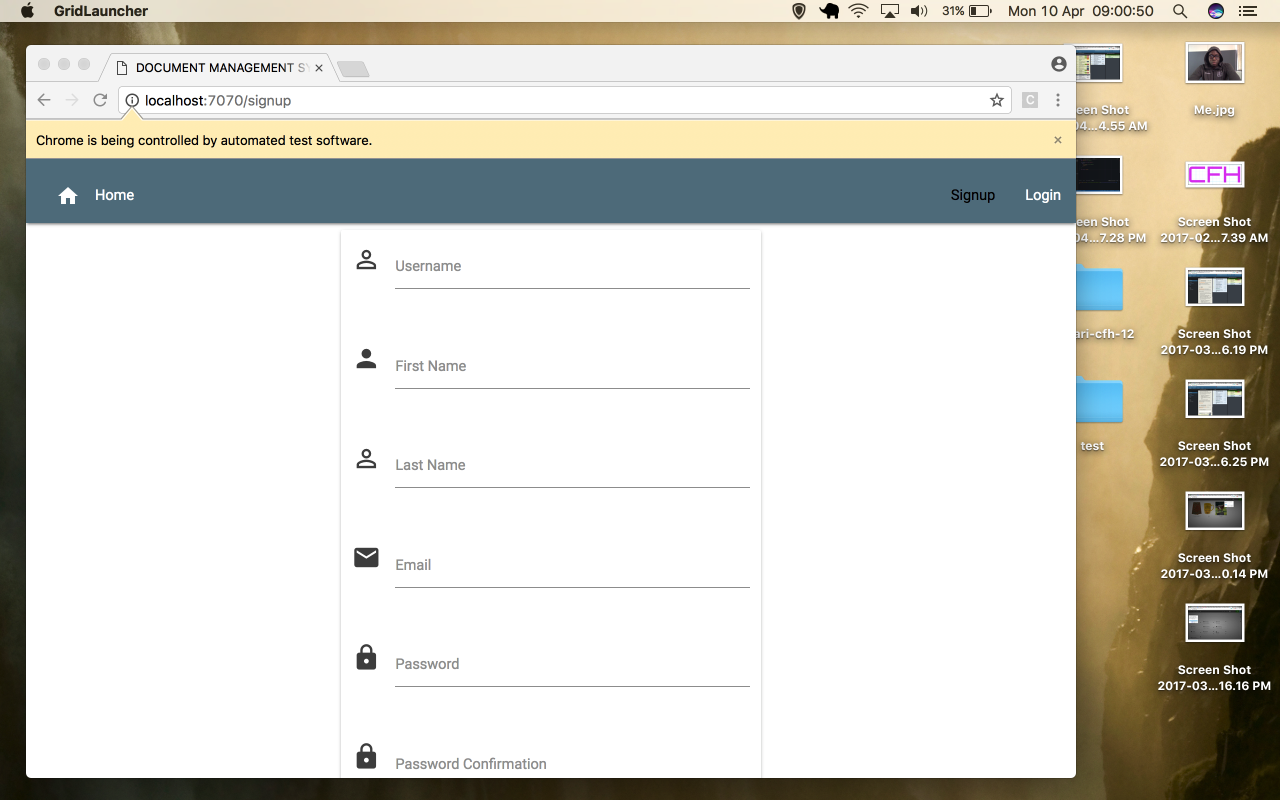 GridLauncher
31%
Mon 10 Apr 09:00:50
DOCUMENT MANAGEMENT SY
localhost:7070/signup
C
Chrome is being controlled by automated test software.
Home
Signup
Login
Username
First Name
Last Name
Email
Password
Password Confirmation
een Shot
04...4.55 AM
Me.jpg
een Shot
04...7.28 PM
CFH
Screen Shot
2017-02...7.39 AM
ari-cfh-12
Screen Shot
2017-03...6.19 PM
test
Screen Shot
2017-03...6.25 PM
Screen Shot
2017-03...0.14 PM
Screen Shot
2017-03...16.16 PM